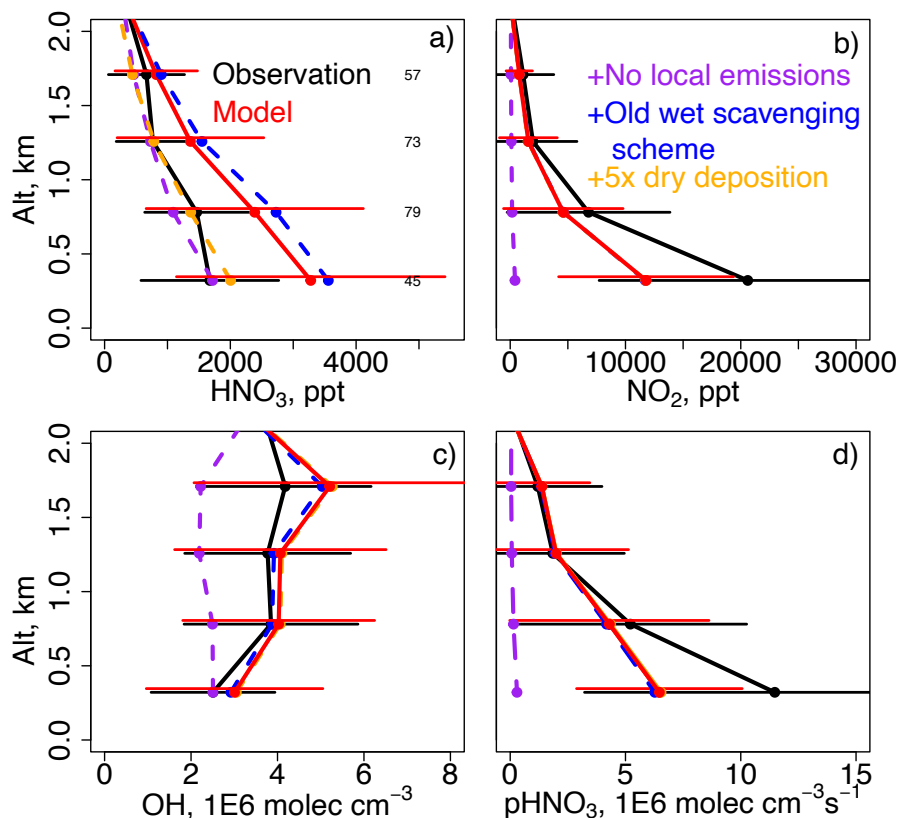 a)
Observation
Model
57
73
79
45
Alt, km
0.0 0.5 1.0 1.5 2.0
0 2000 4000
HNO₃, ppt
b)
+No local emissions
+Old wet scavenging
scheme
+5x dry deposition
0 10000 20000 30000
NO₂, ppt
c)
Alt, km
0.0 0.5 1.0 1.5 2.0
0 2 4 6 8
OH, 1E6 molec cm⁻³
d)
0 5 10 15
pHNO₃, 1E6 molec cm⁻³s⁻¹